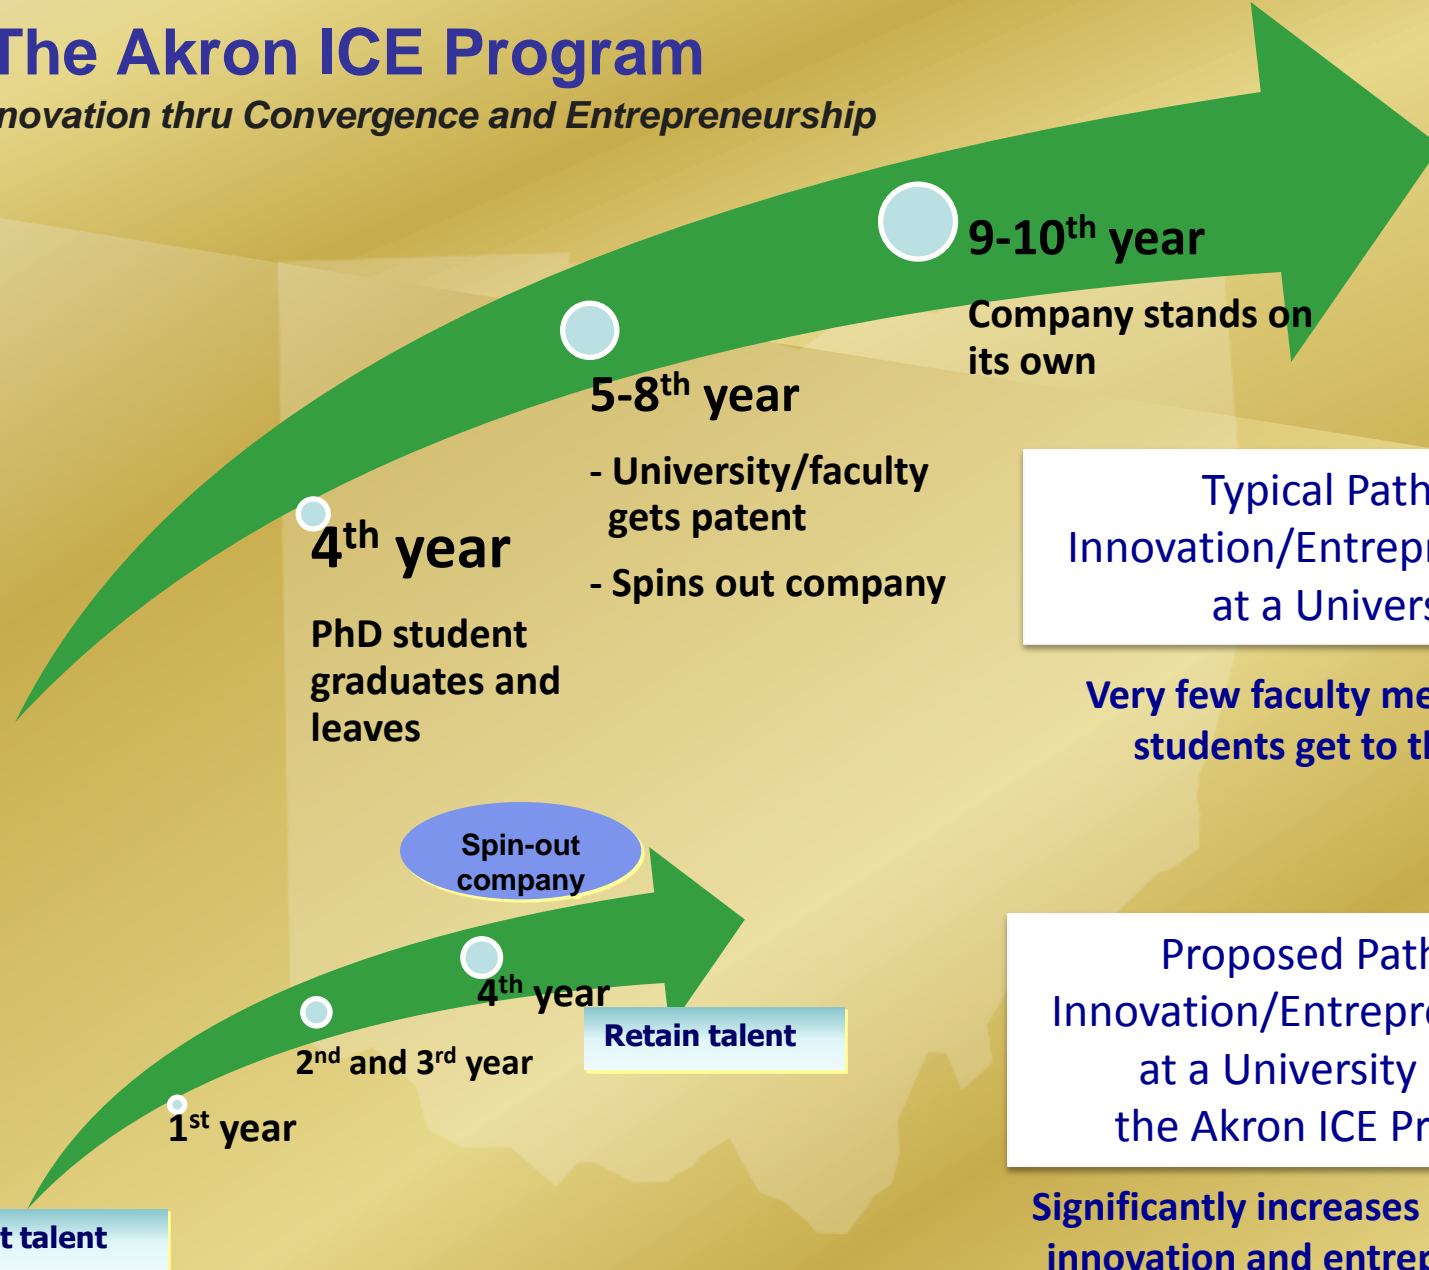 The Akron ICE Program
novation thru Convergence and Entrepreneurship
9-10th year
Company stands on
its own
5-8th year
- University/faculty
gets patent
- Spins out company
4th year
PhD student
graduates and
leaves
Typical Path
Innovation/Entrepr
at a Univers
Very few faculty me
students get to th
Spin-out
company
4th year
Retain talent
2nd and 3rd year
1st year
t talent
Proposed Path
Innovation/Entrepre
at a University
the Akron ICE Pr
Significantly increases
innovation and entrep